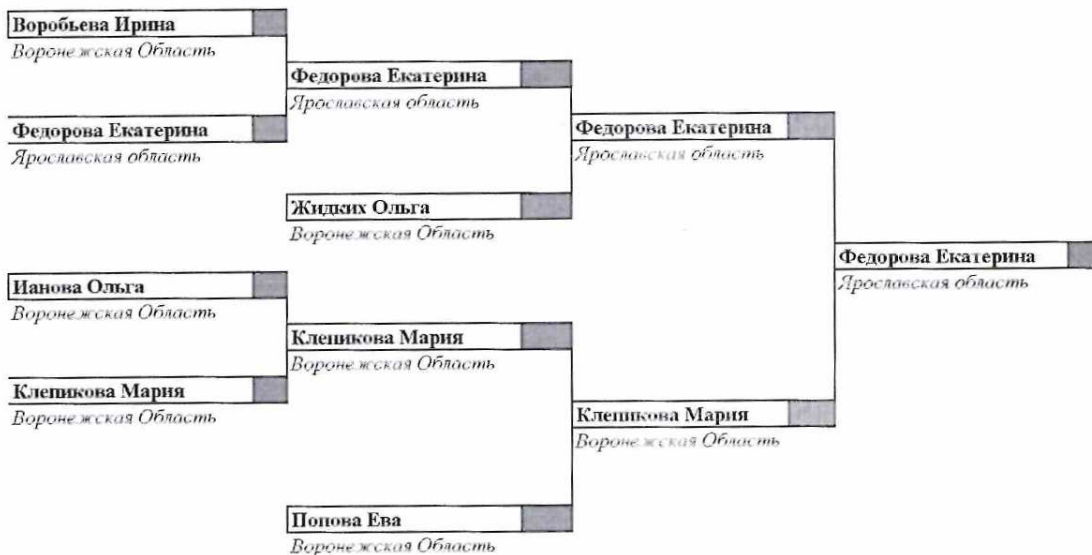 Воробьева Ирина
Воронежская Область
Федорова Екатерина
Ярославская область
Федорова Екатерина
Ярославская область
Федорова Екатерина
Ярославская область
Жидких Ольга
Воронежская Область
Федорова Екатерина
Ярославская область
Ианова Ольга
Воронежская Область
Клепикова Мария
Воронежская Область
Клепикова Мария
Воронежская Область
Клепикова Мария
Воронежская Область
Попова Ева
Воронежская Область